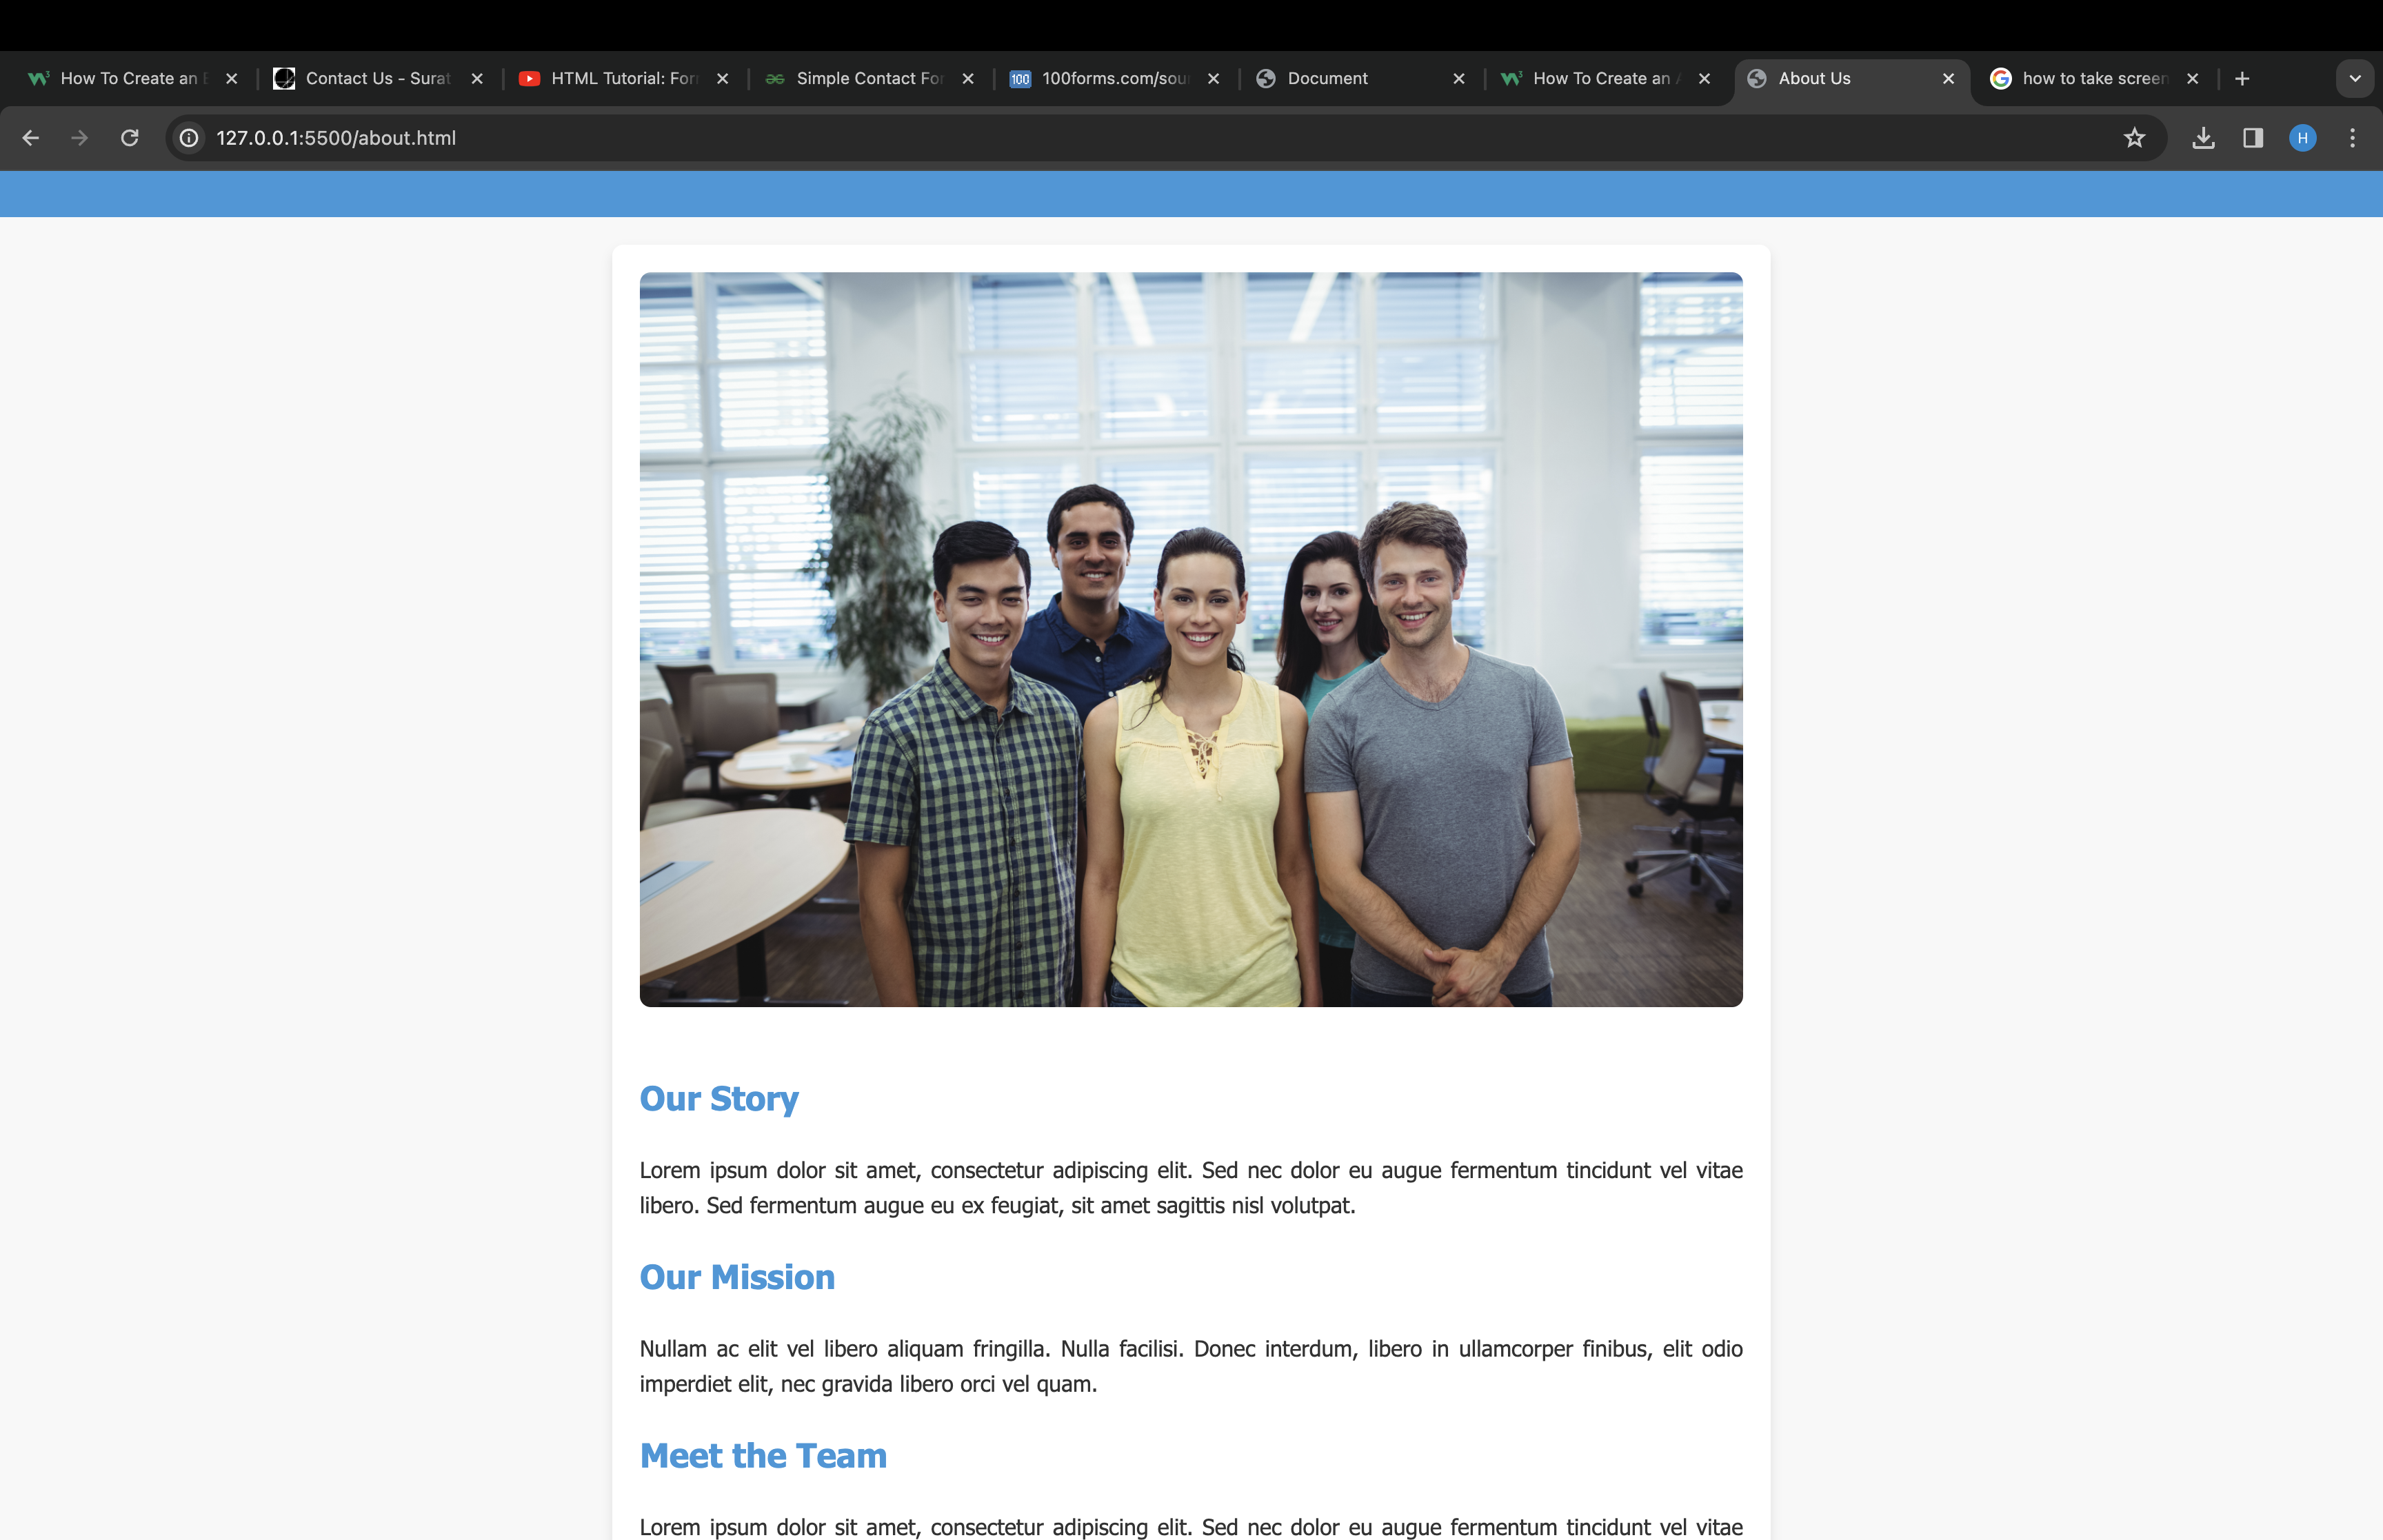 How To Create an
Contact Us - Surat
HTML Tutorial: For
Simple Contact For
100
100forms.com/sou
Document
How To Create an
About Us
how to take screen
127.0.0.1:5500/about.html
H
Our Story
Lorem ipsum dolor sit amet, consectetur adipiscing elit. Sed nec dolor eu augue fermentum tincidunt vel vitae
libero. Sed fermentum augue eu ex feugiat, sit amet sagittis nisl volutpat.
Our Mission
Nullam ac elit vel libero aliquam fringilla. Nulla facilisi. Donec interdum, libero in ullamcorper finibus, elit odio
imperdiet elit, nec gravida libero orci vel quam.
Meet the Team
Lorem ipsum dolor sit amet, consectetur adipiscing elit. Sed nec dolor eu augue fermentum tincidunt vel vitae